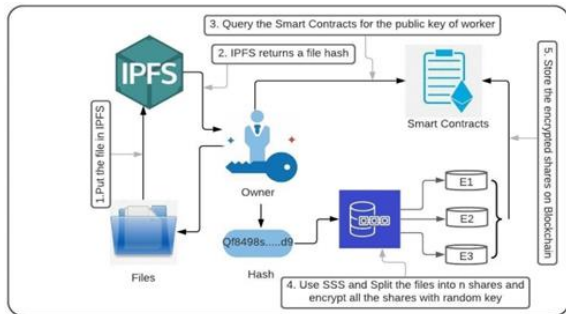 3. Query the Smart Contracts for the public key of worker
2. IPFS returns a file hash
IPFS
1.Put the file in IPFS
Smart Contracts
5. Store the encrypted shares on Blockchain
Owner
E1
E2
E3
Qf8498s.....d9
Files
Hash
4. Use SSS and Split the files into n shares and
encrypt all the shares with random key